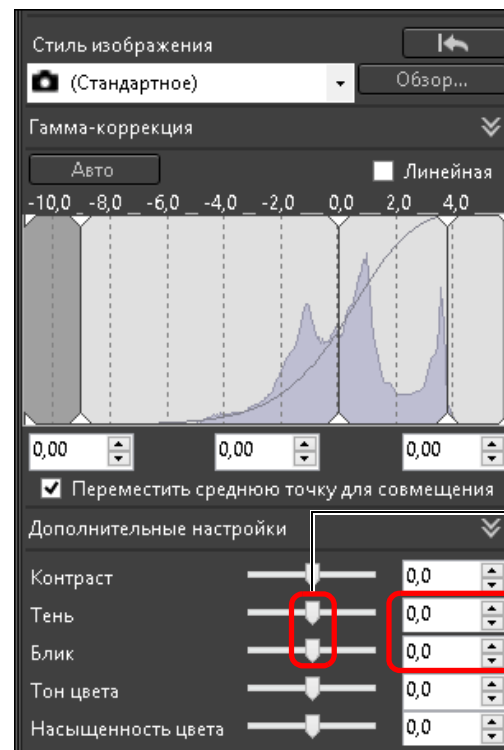 Стиль изображения
(Стандартное) Обзор...
Гамма-коррекция
Авто Линейная
-10,0 -8,0 -6,0 -4,0 -2,0 0,0 2,0 4,0
0,00 0,00 0,00
Переместить среднюю точку для совмещения
Дополнительные настройки
Контраст 0,0
Тень 0,0
Блик 0,0
Тон цвета 0,0
Насыщенность цвета 0,0